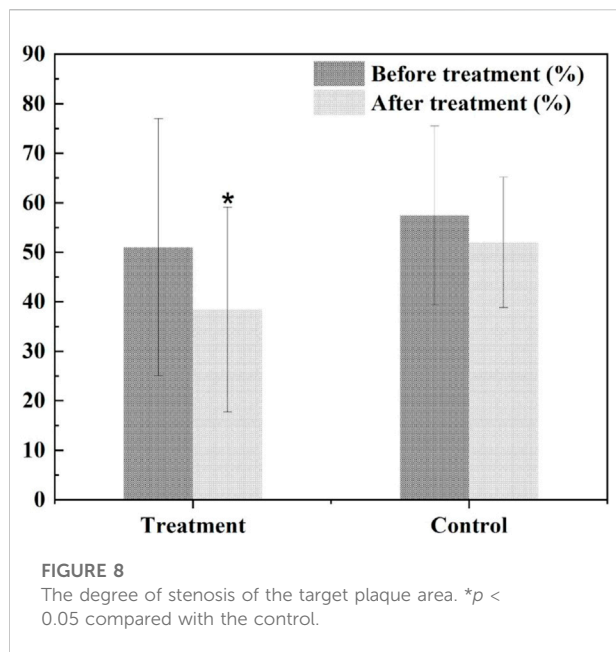 90
80
70
60
50
40
30
20
10
0
Before treatment (%)
After treatment (%)
*
Treatment Control
FIGURE 8
The degree of stenosis of the target plaque area. *p <
0.05 compared with the control.